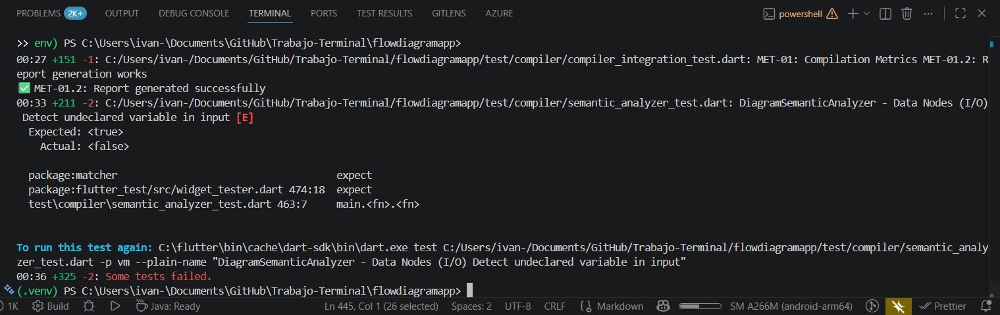 PROBLEMS 2K+ OUTPUT DEBUG CONSOLE TERMINAL PORTS TEST RESULTS GITLENS AZURE powershell
>> env) PS C:\Users\ivan-\Documents\GitHub\Trabajo-Terminal\flowdiagramapp>
00:27 +151 -1: C:/Users/ivan-/Documents/GitHub/Trabajo-Terminal/flowdiagramapp/test/compiler/compiler_integration_test.dart: MET-01: Compilation Metrics MET-01.2: R
eport generation works
✅ MET-01.2: Report generated successfully
00:33 +211 -2: C:/Users/ivan-/Documents/GitHub/Trabajo-Terminal/flowdiagramapp/test/compiler/semantic_analyzer_test.dart: DiagramSemanticAnalyzer - Data Nodes (I/O)
Detect undeclared variable in input [E]
Expected: <true>
Actual: <false>
package:matcher expect
package:flutter_test/src/widget_tester.dart 474:18 expect
test\compiler\semantic_analyzer_test.dart 463:7 main.<fn>.<fn>
To run this test again: C:\flutter\bin\cache\dart-sdk\bin\dart.exe test C:/Users/ivan-/Documents/GitHub/Trabajo-Terminal/flowdiagramapp/test/compiler/semantic_analy
zer_test.dart -p vm --plain-name "DiagramSemanticAnalyzer - Data Nodes (I/O) Detect undeclared variable in input"
00:36 +325 -2: Some tests failed.
(.venv) PS C:\Users\ivan-\Documents\GitHub\Trabajo-Terminal\flowdiagramapp>
1K Build Java: Ready Ln 445, Col 1 (26 selected) Spaces: 2 UTF-8 CRLF Markdown SM A266M (android-arm64) Prettier